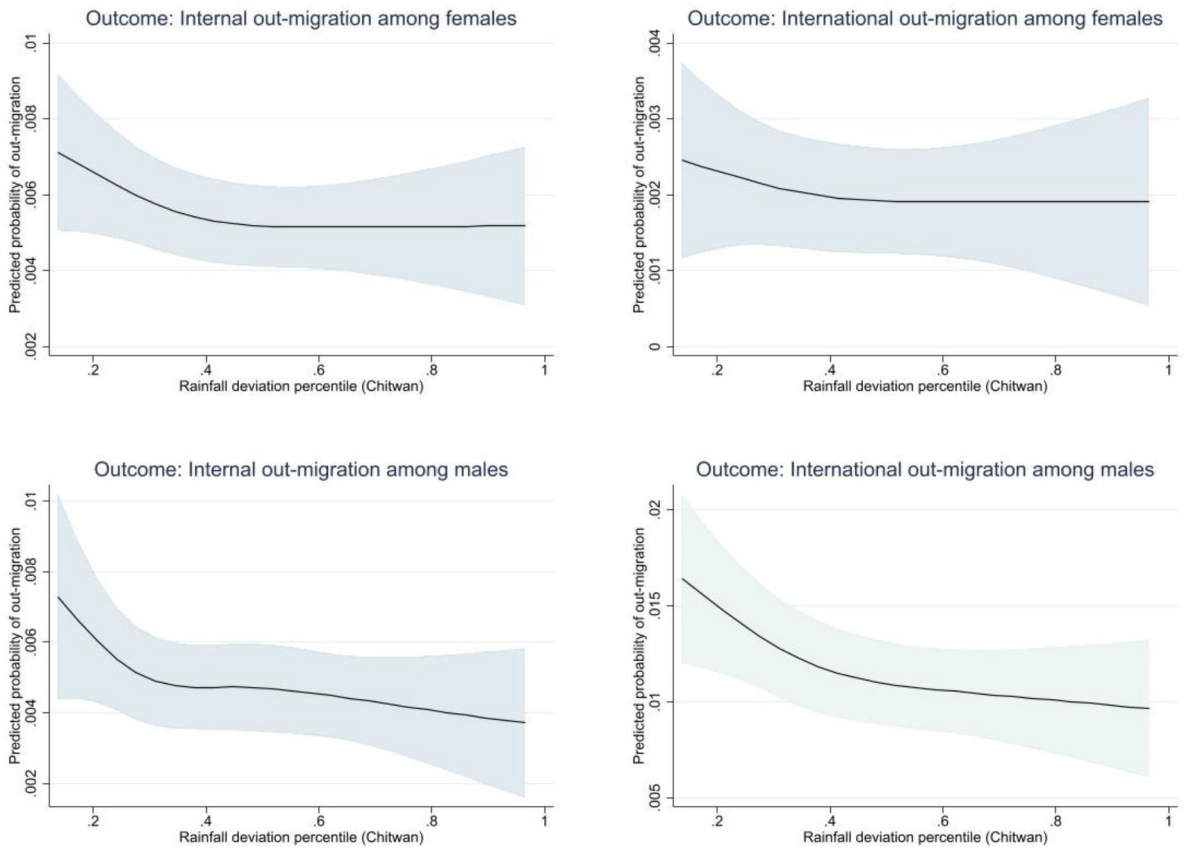 Outcome: Internal out-migration among females
Predicted probability of out-migration
.01
.008
.006
.004
.002
.2 .4 .6 .8 1
Rainfall deviation percentile (Chitwan)
Outcome: International out-migration among females
Predicted probability of out-migration
.004
.003
.002
.001
0
.2 .4 .6 .8 1
Rainfall deviation percentile (Chitwan)
Outcome: Internal out-migration among males
Predicted probability of out-migration
.01
.008
.006
.004
.002
.2 .4 .6 .8 1
Rainfall deviation percentile (Chitwan)
Outcome: International out-migration among males
Predicted probability of out-migration
.02
.015
.01
.005
.2 .4 .6 .8 1
Rainfall deviation percentile (Chitwan)